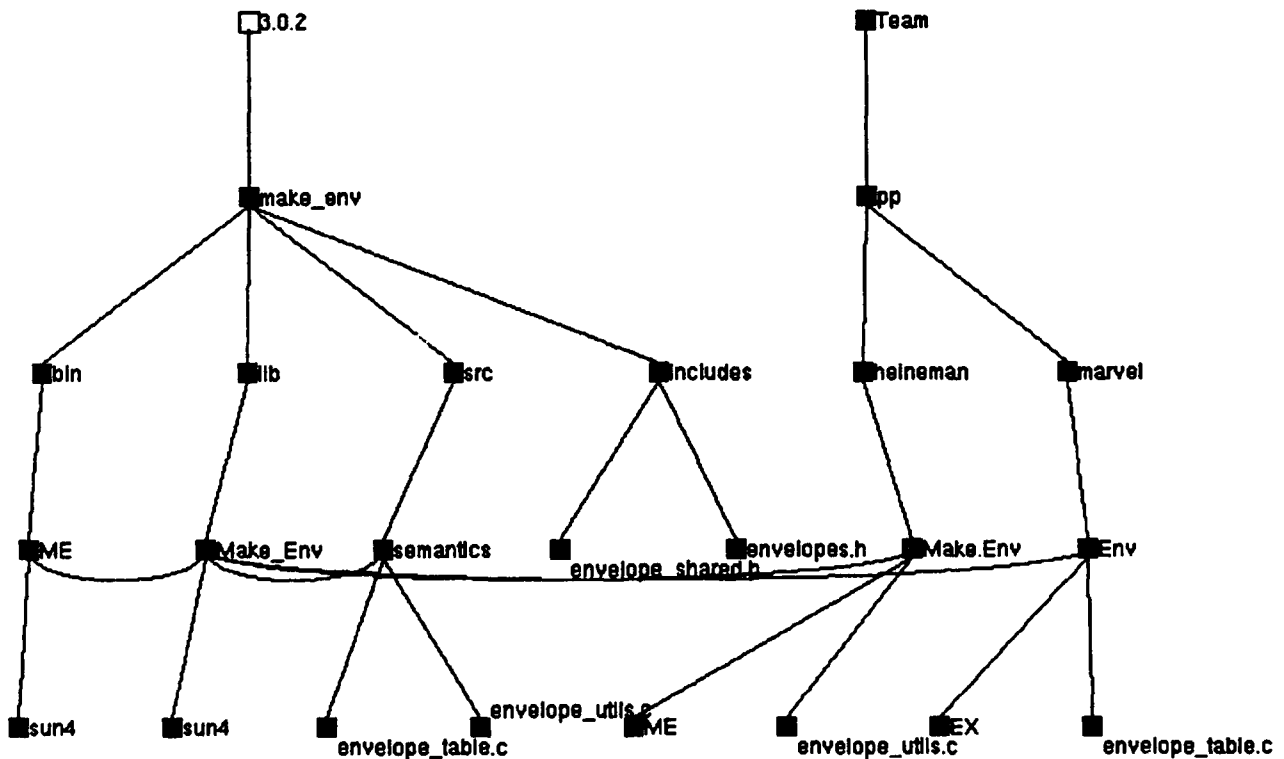 3.0.2
Team
make_env
pp
bin
lib
src
includes
heineman
marvel
ME
Make_Env
semantics
envelope_shared.h
envelopes.h
Make.Env
Env
sun4
sun4
envelope_table.c
envelope_utils.c
ME
envelope_utils.c
EX
envelope_table.c